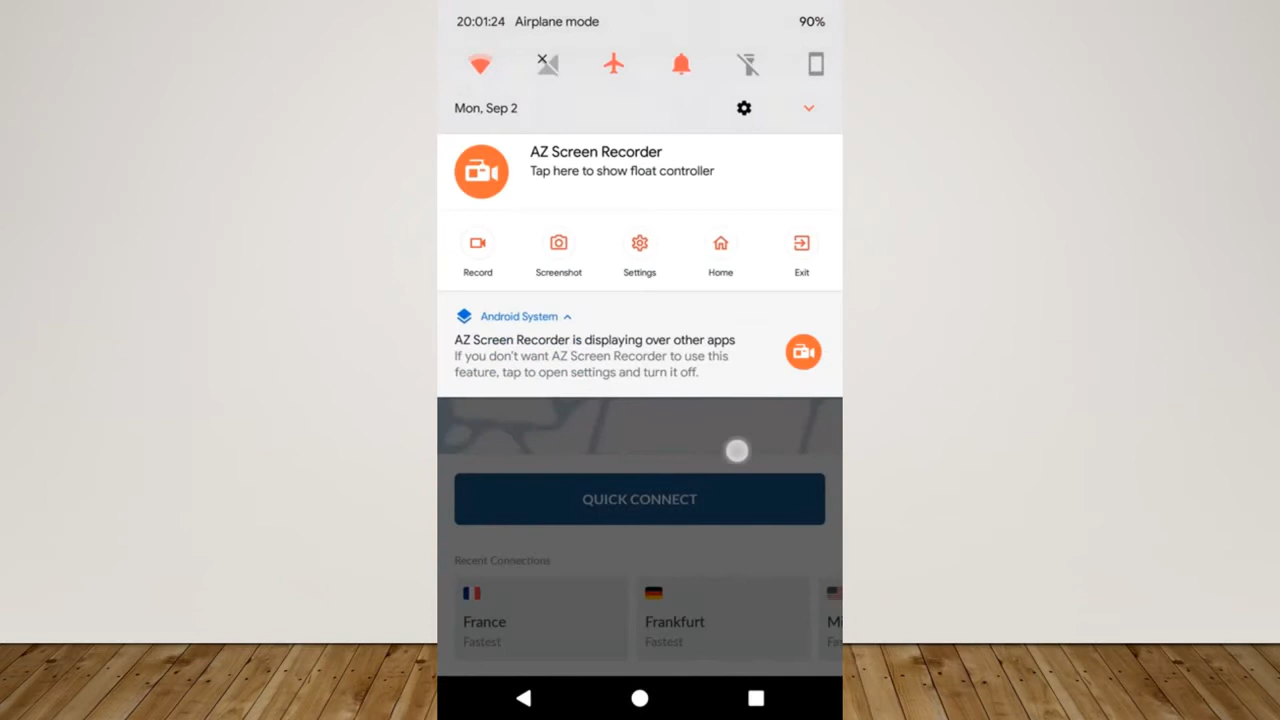 20:01:24 Airplane mode 90%
Mon, Sep 2
AZ Screen Recorder
Tap here to show float controller
Record Screenshot Settings Home Exit
Android System
AZ Screen Recorder is displaying over other apps
If you don't want AZ Screen Recorder to use this
feature, tap to open settings and turn it off.
QUICK CONNECT
Recent Connections
France Frankfurt
Fastest Fastest